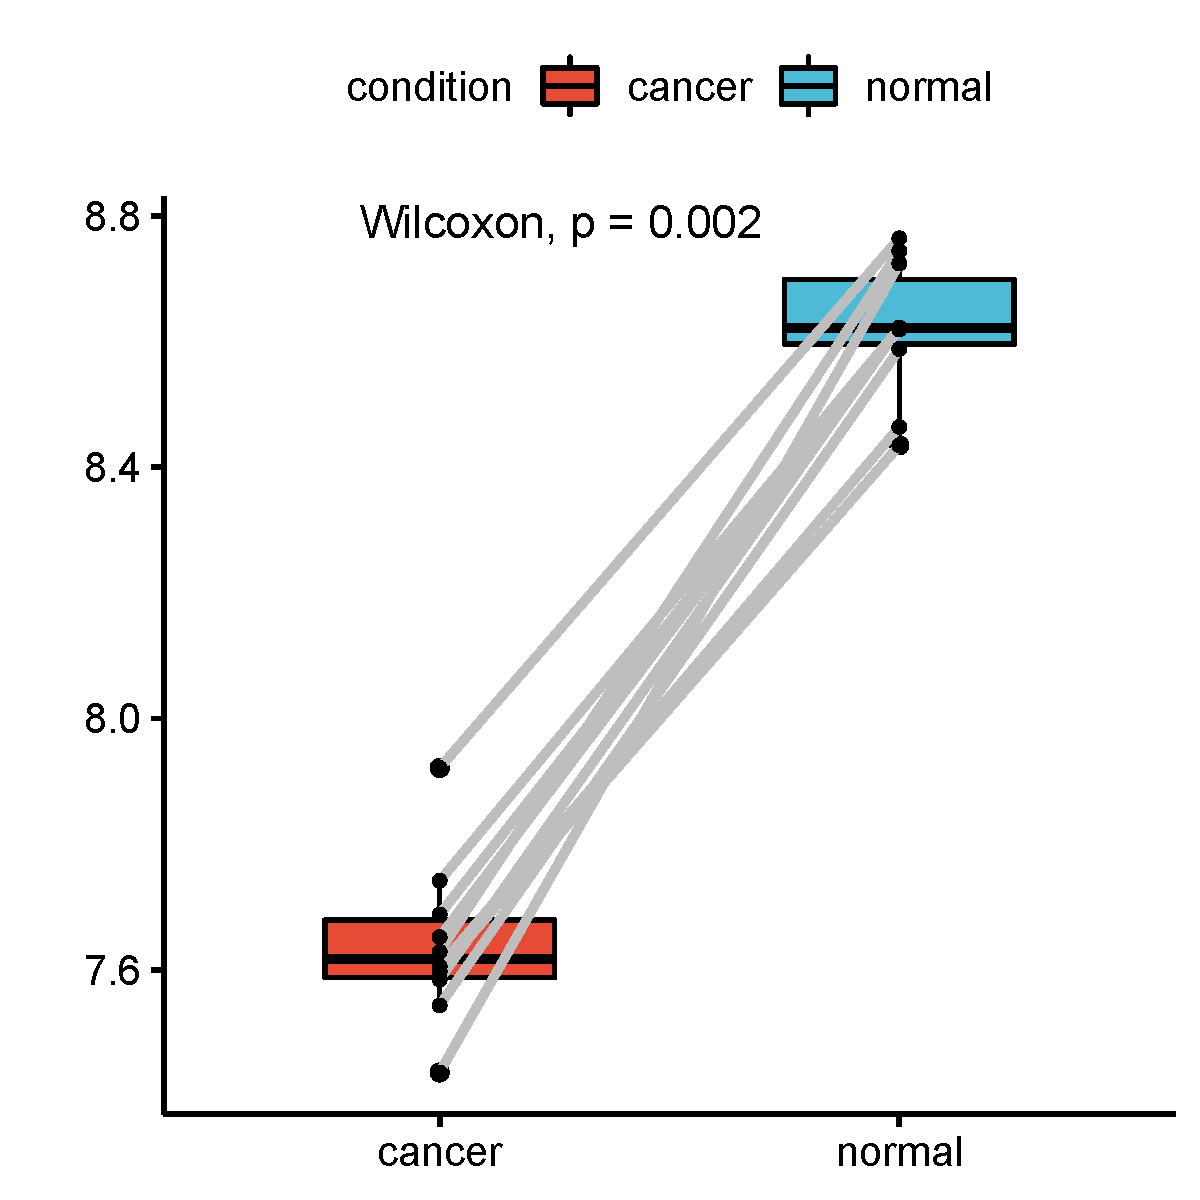 condition cancer normal
Wilcoxon, p = 0.002
8.8
8.4
8.0
7.6
cancer normal